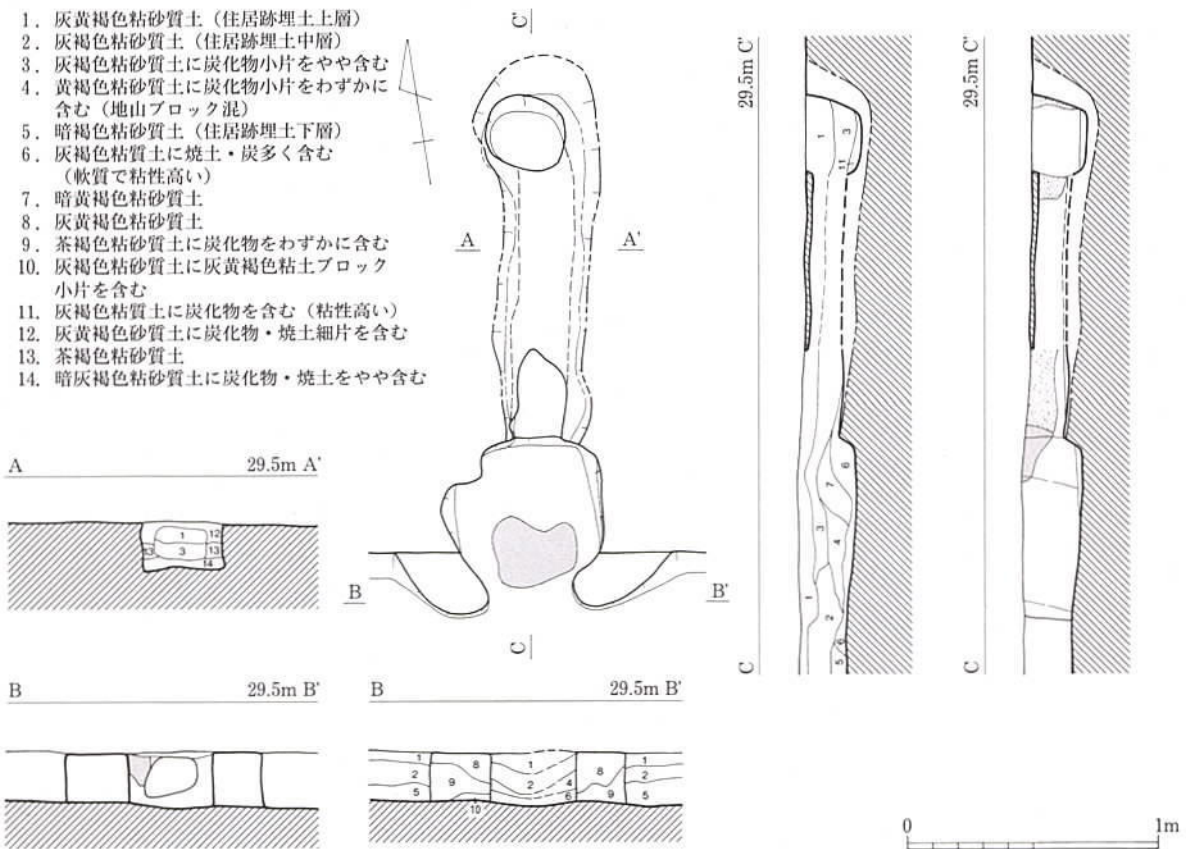 1. 灰黄褐色粘砂質土（住居跡埋土上層）
2. 灰褐色粘砂質土（住居跡埋土中層）
3. 灰褐色粘砂質土に炭化物小片をやや含む
4. 黄褐色粘砂質土に炭化物小片をわずかに
含む（地山ブロック混）
5. 暗褐色粘砂質土（住居跡埋土下層）
6. 灰褐色粘質土に焼土・炭多く含む
（軟質で粘性高い）
7. 暗黄褐色粘砂質土
8. 灰黄褐色粘砂質土
9. 茶褐色粘砂質土に炭化物をわずかに含む
10. 灰褐色粘砂質土に灰黄褐色粘土ブロック
小片を含む
11. 灰褐色粘質土に炭化物を含む（粘性高い）
12. 灰黄褐色砂質土に炭化物・焼土細片を含む
13. 茶褐色粘砂質土
14. 暗灰褐色粘砂質土に炭化物・焼土をやや含む
C'
A A'
B B'
C
29.5m C'
1 3
11
6
7
3
4
1
2
6
5
C
29.5m C'
C
A 29.5m A'
1 12
13 3 13
14
B 29.5m B'
B 29.5m B'
1 8 1 8 1
2 9 2 4 2
5 6 9 5
10
0 1m